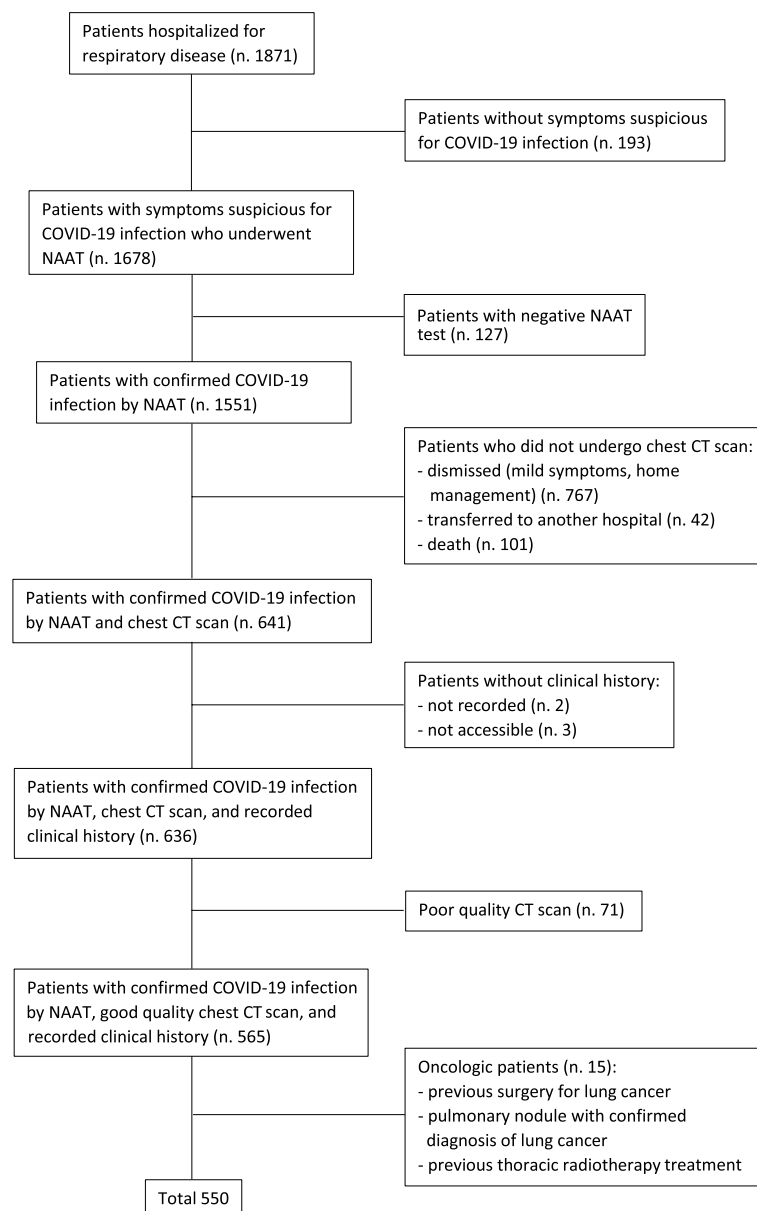 Patients hospitalized for
respiratory disease (n. 1871)
Patients without symptoms suspicious
for COVID-19 infection (n. 193)
Patients with symptoms suspicious for
COVID-19 infection who underwent
NAAT (n. 1678)
Patients with negative NAAT
test (n. 127)
Patients with confirmed COVID-19
infection by NAAT (n. 1551)
Patients who did not undergo chest CT scan:
- dismissed (mild symptoms, home
management) (n. 767)
- transferred to another hospital (n. 42)
- death (n. 101)
Patients with confirmed COVID-19 infection
by NAAT and chest CT scan (n. 641)
Patients without clinical history:
- not recorded (n. 2)
- not accessible (n. 3)
Patients with confirmed COVID-19 infection
by NAAT, chest CT scan, and recorded
clinical history (n. 636)
Poor quality CT scan (n. 71)
Patients with confirmed COVID-19 infection
by NAAT, good quality chest CT scan, and
recorded clinical history (n. 565)
Oncologic patients (n. 15):
- previous surgery for lung cancer
- pulmonary nodule with confirmed
diagnosis of lung cancer
- previous thoracic radiotherapy treatment
Total 550